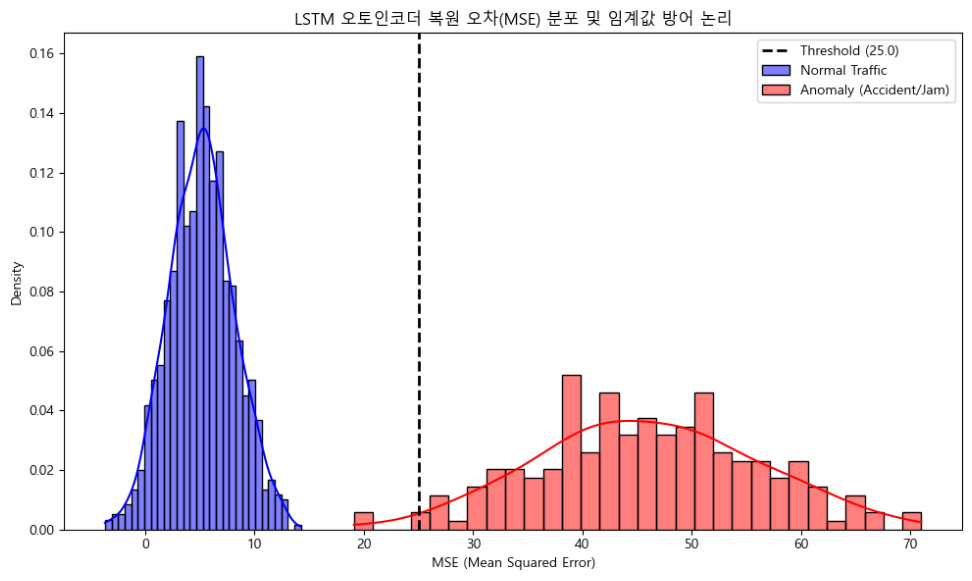 LSTM 오토인코더 복원 오차(MSE) 분포 및 임계값 방어 논리
Threshold (25.0)
Normal Traffic
Anomaly (Accident/Jam)
Density
0.16
0.14
0.12
0.10
0.08
0.06
0.04
0.02
0.00
0 10 20 30 40 50 60 70
MSE (Mean Squared Error)